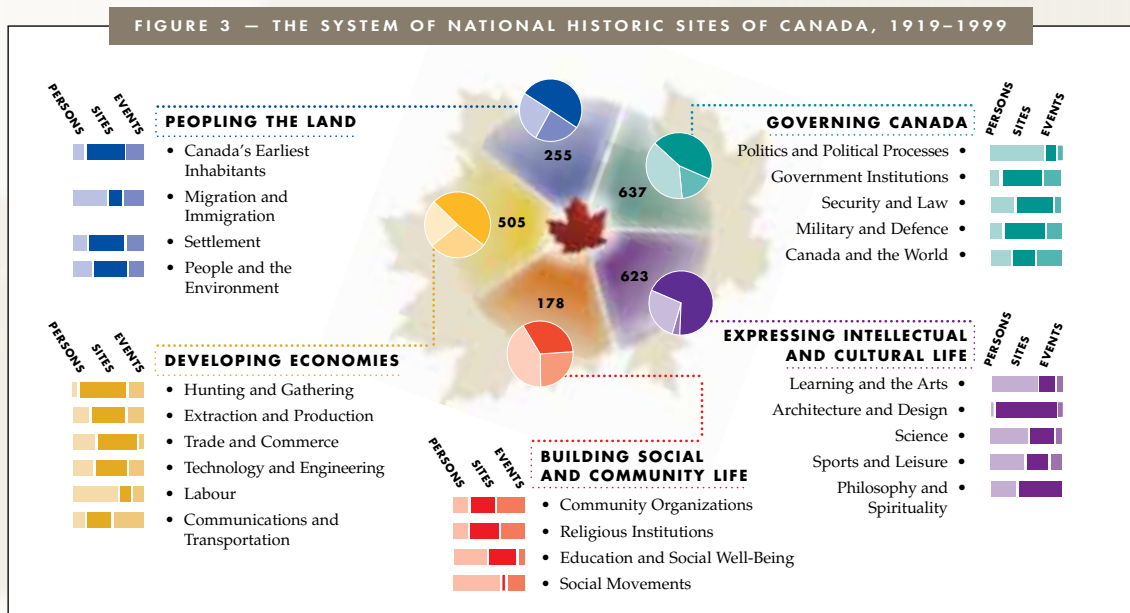 FIGURE 3 — THE SYSTEM OF NATIONAL HISTORIC SITES OF CANADA, 1919–1999
PERSONS
SITES
EVENTS
PEOPLING THE LAND
• Canada's Earliest
Inhabitants
• Migration and
Immigration
• Settlement
• People and the
Environment
255
637
505
623
178
PERSONS
SITES
EVENTS
GOVERNING CANADA
Politics and Political Processes •
Government Institutions •
Security and Law •
Military and Defence •
Canada and the World •
PERSONS
SITES
EVENTS
DEVELOPING ECONOMIES
• Hunting and Gathering
• Extraction and Production
• Trade and Commerce
• Technology and Engineering
• Labour
• Communications and
Transportation
PERSONS
SITES
EVENTS
EXPRESSING INTELLECTUAL
AND CULTURAL LIFE
Learning and the Arts •
Architecture and Design •
Science •
Sports and Leisure •
Philosophy and •
Spirituality
PERSONS
SITES
EVENTS
BUILDING SOCIAL
AND COMMUNITY LIFE
• Community Organizations
• Religious Institutions
• Education and Social Well-Being
• Social Movements